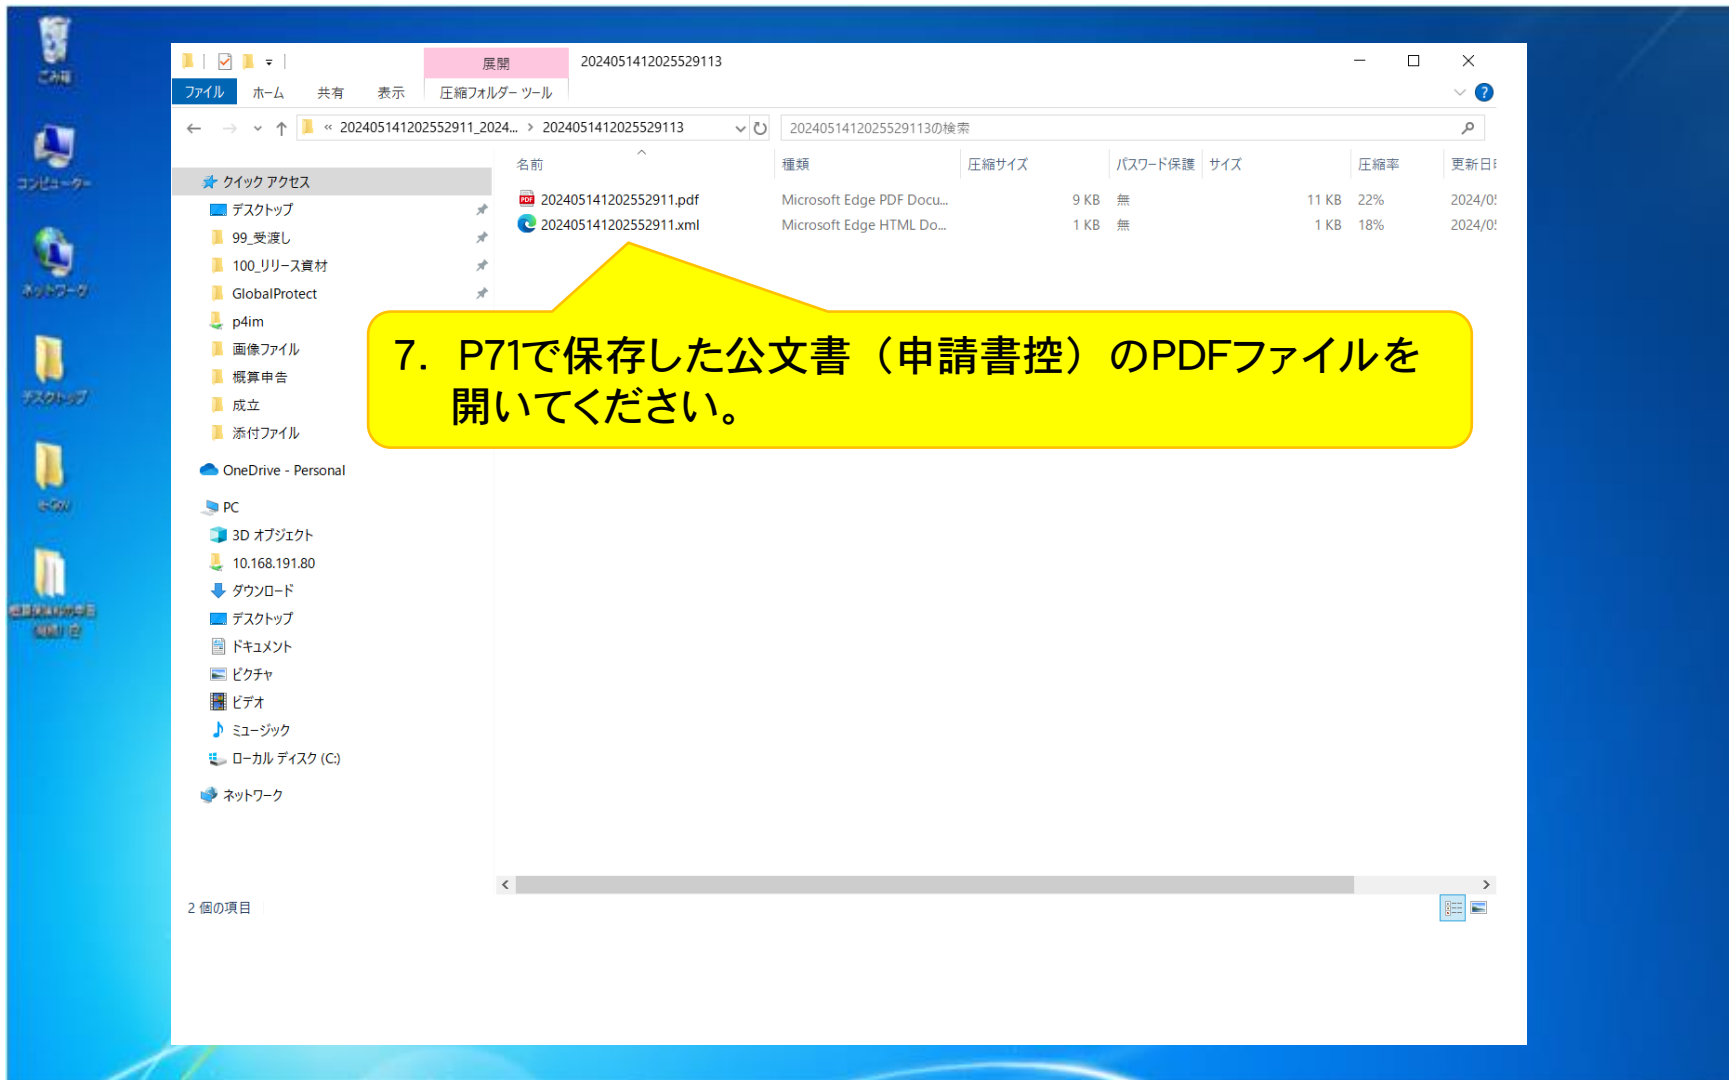 ごみ箱
コンピューター
ネットワーク
デスクトップ
e-Gov
展開
2024051412025529113
ファイル ホーム 共有 表示 圧縮フォルダー ツール
« 202405141202552911_2024... › 2024051412025529113
2024051412025529113の検索
名前 種類 圧縮サイズ パスワード保護 サイズ 圧縮率 更新日
202405141202552911.pdf Microsoft Edge PDF Docu... 9 KB 無 11 KB 22% 2024/0
202405141202552911.xml Microsoft Edge HTML Do... 1 KB 無 1 KB 18% 2024/0
クイック アクセス
デスクトップ
99_受渡し
100_リリース資材
GlobalProtect
p4im
画像ファイル
概算申告
成立
添付ファイル
OneDrive - Personal
PC
3D オブジェクト
10.168.191.80
ダウンロード
デスクトップ
ドキュメント
ピクチャ
ビデオ
ミュージック
ローカル ディスク (C:)
ネットワーク
7. P71で保存した公文書（申請書控）のPDFファイルを
開いてください。
2 個の項目